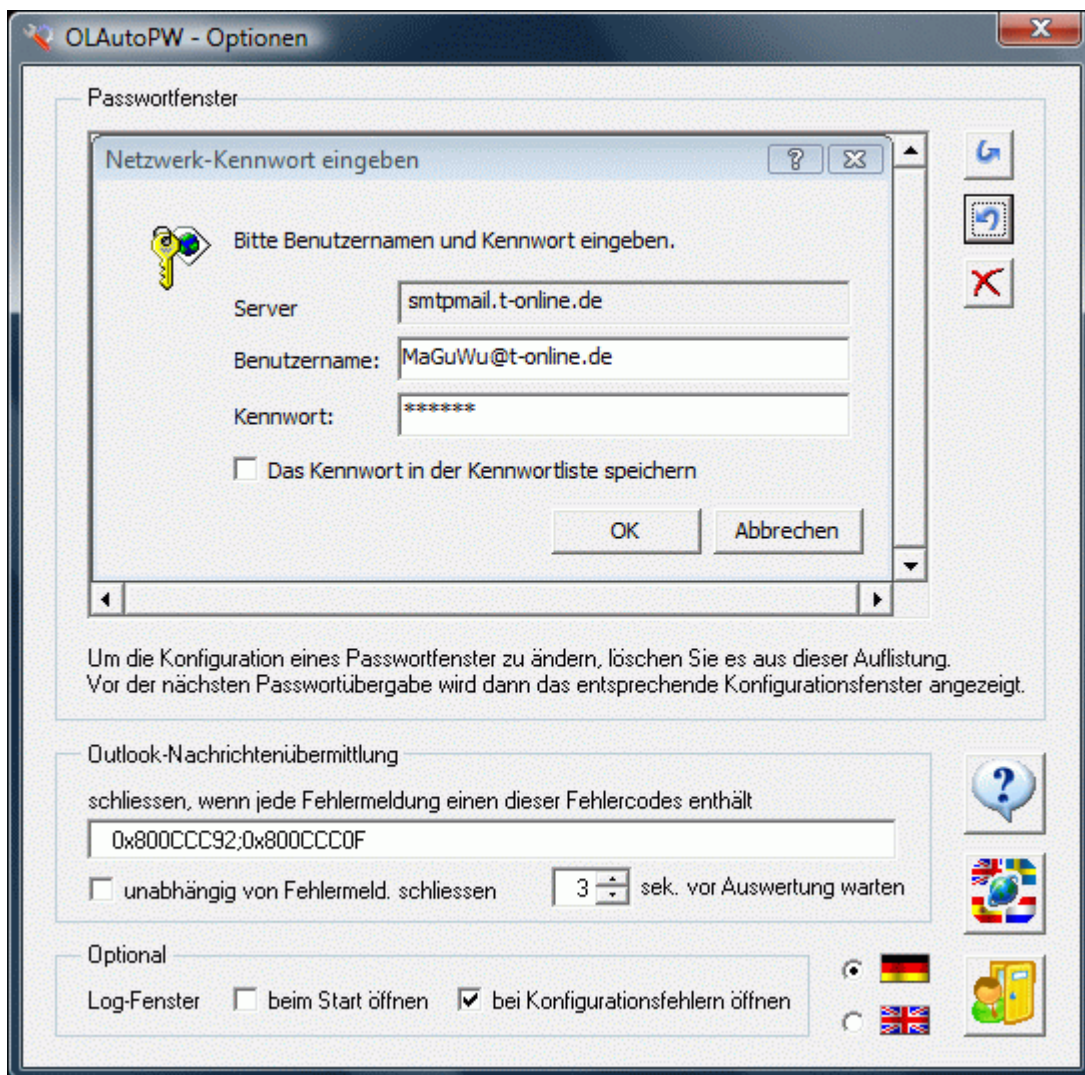 OLAutoPW - Optionen
Passwortfenster
Netzwerk-Kennwort eingeben
Bitte Benutzernamen und Kennwort eingeben.
Server smtpmail.t-online.de
Benutzername: MaGuWu@t-online.de
Kennwort: ******
Das Kennwort in der Kennwortliste speichern
OK Abbrechen
Um die Konfiguration eines Passwortfenster zu ändern, löschen Sie es aus dieser Auflistung.
Vor der nächsten Passwortübergabe wird dann das entsprechende Konfigurationsfenster angezeigt.
Outlook-Nachrichtenübermittlung
schliessen, wenn jede Fehlermeldung einen dieser Fehlercodes enthält
0x800CCC92;0x800CCC0F
unabhängig von Fehlermeld. schliessen 3 sek. vor Auswertung warten
Optional
Log-Fenster beim Start öffnen bei Konfigurationsfehlern öffnen